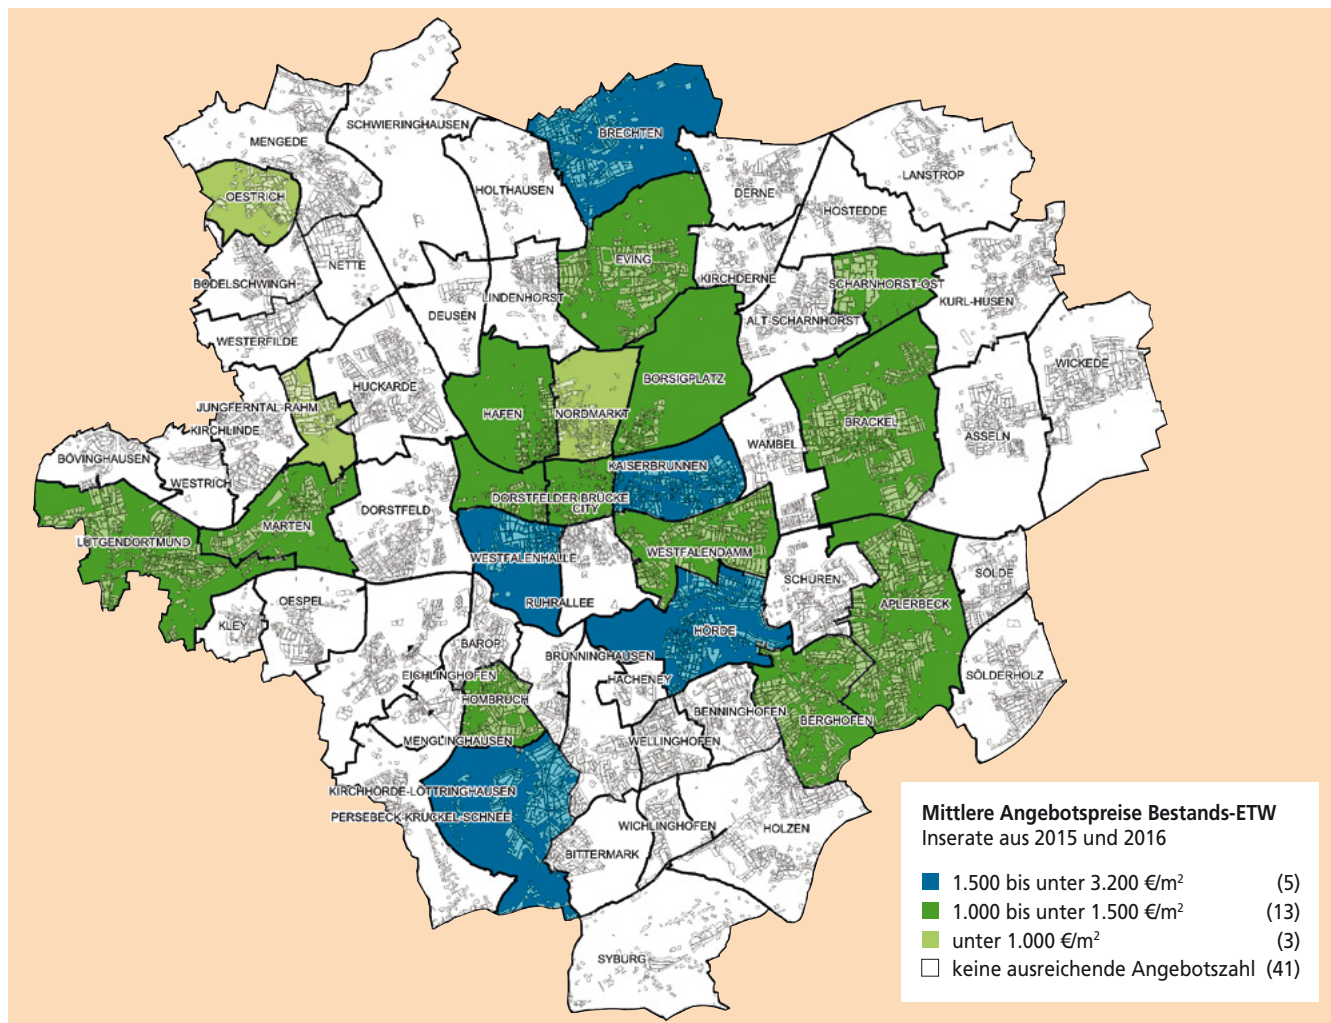 BRECHTEN
SCHWIERINGHAUSEN
MENGEDE
LANSTROP
HOLTHAUSEN
DERNE
OESTRICH
HOSTEDDE
EVING
NETTE
KIRCHDERNE
BODELSCHWINGH
SCHARNHORST-OST
LINDENHORST
KURL-HUSEN
DEUSEN
ALT SCHARNHORST
WESTERFILDE
WICKEDE
BORSIGPLATZ
HUCKARDE
JUNGFERNTAL-RAHM
HAFEN
NORDMARKT
BRACKEL
KIRCHLINDE
ASSELN
WAMBEL
BÖVINGHAUSEN
KAISERBRUNNEN
WESTRICH
DORSTFELDER BRÜCKE
CITY
DORSTFELD
MARTEN
LÜTGENDORTMUND
WESTFALENDAMM
WESTFALENHALLE
SCHÜREN
SÖLDE
OESPEL
RUHRALLEE
APLERBECK
KLEY
HÖRDE
BAROP
BRÜNNINGHAUSEN
EICHLINGHOFEN
HACHENEY
SÖLDERHOLZ
HOMBRUCH
BENNINGHOFEN
BERGHOFEN
MENGLINGHAUSEN
WELLINGHOFEN
KIRCHHÖRDE-LÖTTRINGHAUSEN
PERSEBECK-KRUCKEL-SCHNEE
WICHLINGHOFEN
HOLZEN
BITTERMARK
SYBURG
Mittlere Angebotspreise Bestands-ETW
Inserate aus 2015 und 2016
1.500 bis unter 3.200 €/m² (5)
1.000 bis unter 1.500 €/m² (13)
unter 1.000 €/m² (3)
keine ausreichende Angebotszahl (41)